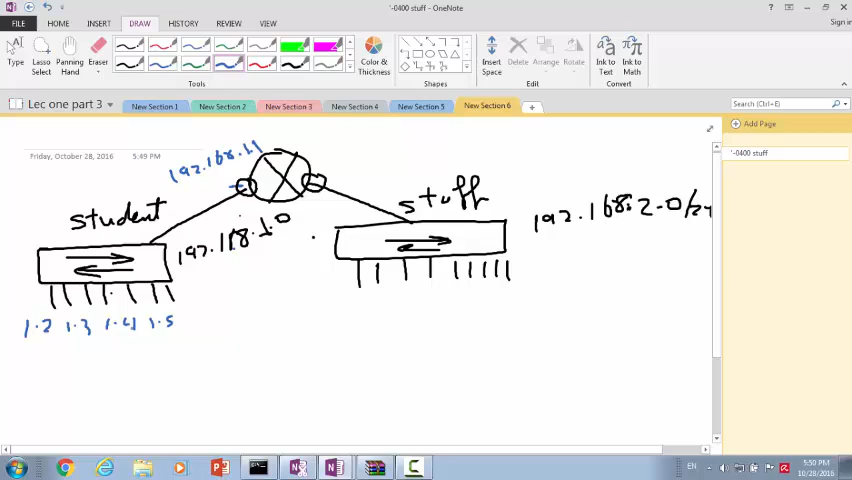 '-0400 stuff - OneNote
FILE HOME INSERT DRAW HISTORY REVIEW VIEW
Sign in
Type
Lasso Select
Panning Hand
Eraser
Color & Thickness
Insert Space
Delete
Arrange
Rotate
Ink to Text
Ink to Math
Tools
Shapes
Convert
Lec one part 3
New Section 1
New Section 2
New Section 3
New Section 4
New Section 5
New Section 6
Search (Ctrl+E)
Add Page
'-0400 stuff
Friday, October 28, 2016 5:49 PM
192.168.1.1
student
stuff
192.168.2.0/24
192.118.1.0
1.2 1.3 1.4 1.5
EN
5:50 PM
10/28/2016